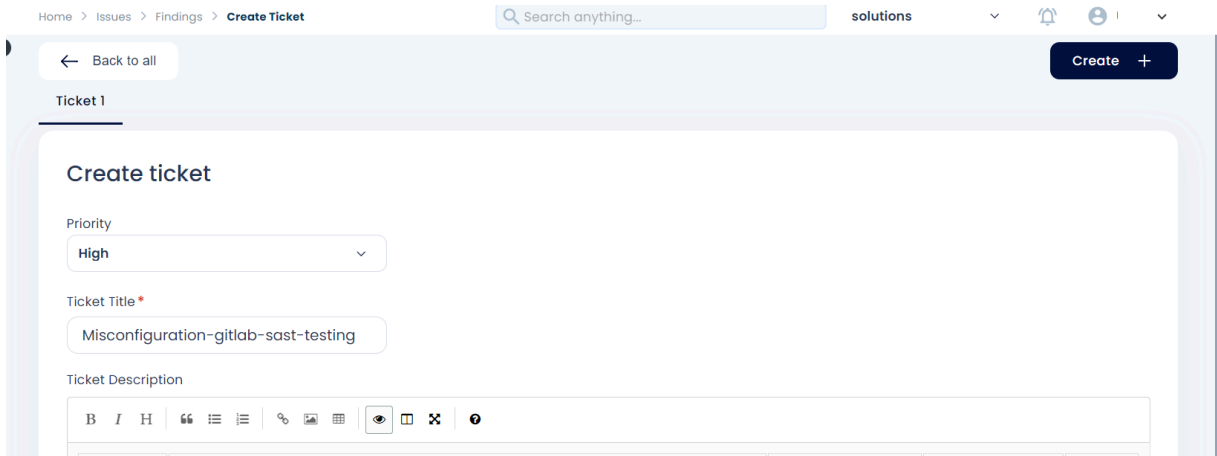 Home > Issues > Findings > Create Ticket Search anything... solutions
Back to all Create +
Ticket 1
Create ticket
Priority
High
Ticket Title*
Misconfiguration-gitlab-sast-testing
Ticket Description
B I H